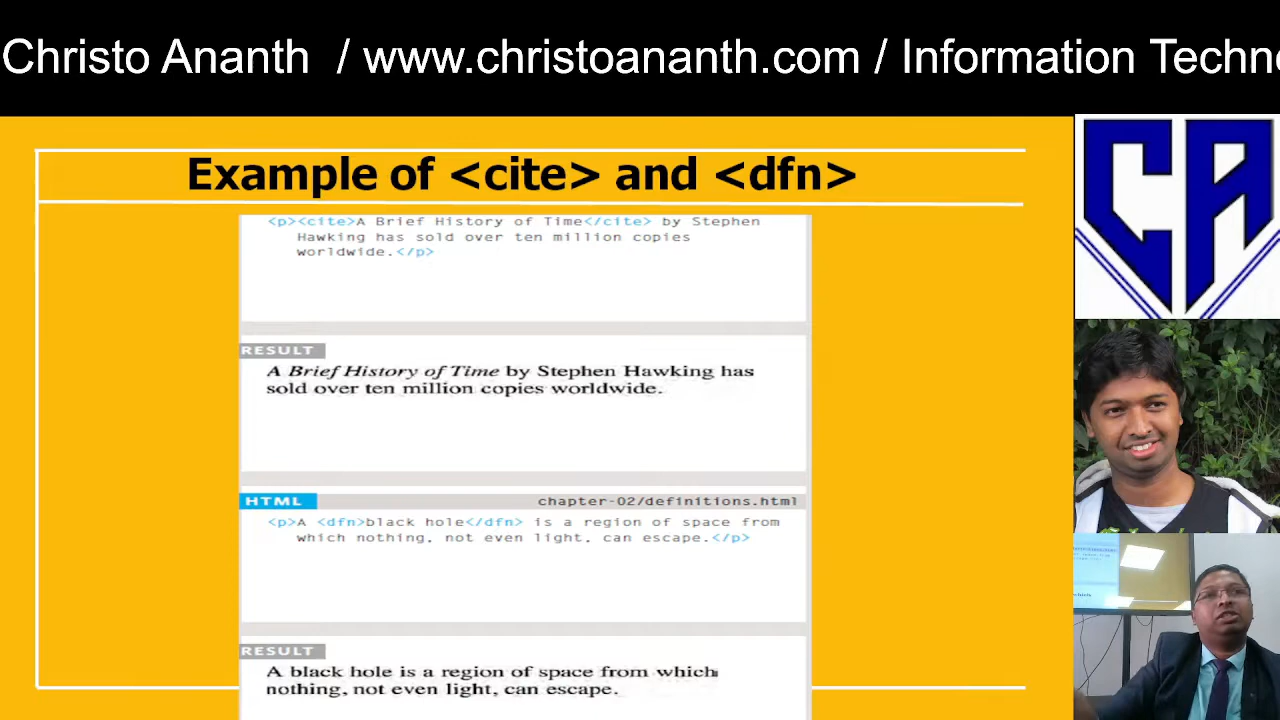 Christo Ananth / www.christoananth.com / Information Techno
CA
Example of <cite> and <dfn>
<p><cite>A Brief History of Time</cite> by Stephen
Hawking has sold over ten million copies
worldwide.</p>
RESULT
A Brief History of Time by Stephen Hawking has
sold over ten million copies worldwide.
HTML chapter-02/definitions.html
<p>A <dfn>black hole</dfn> is a region of space from
which nothing, not even light, can escape.</p>
RESULT
A black hole is a region of space from which
nothing, not even light, can escape.